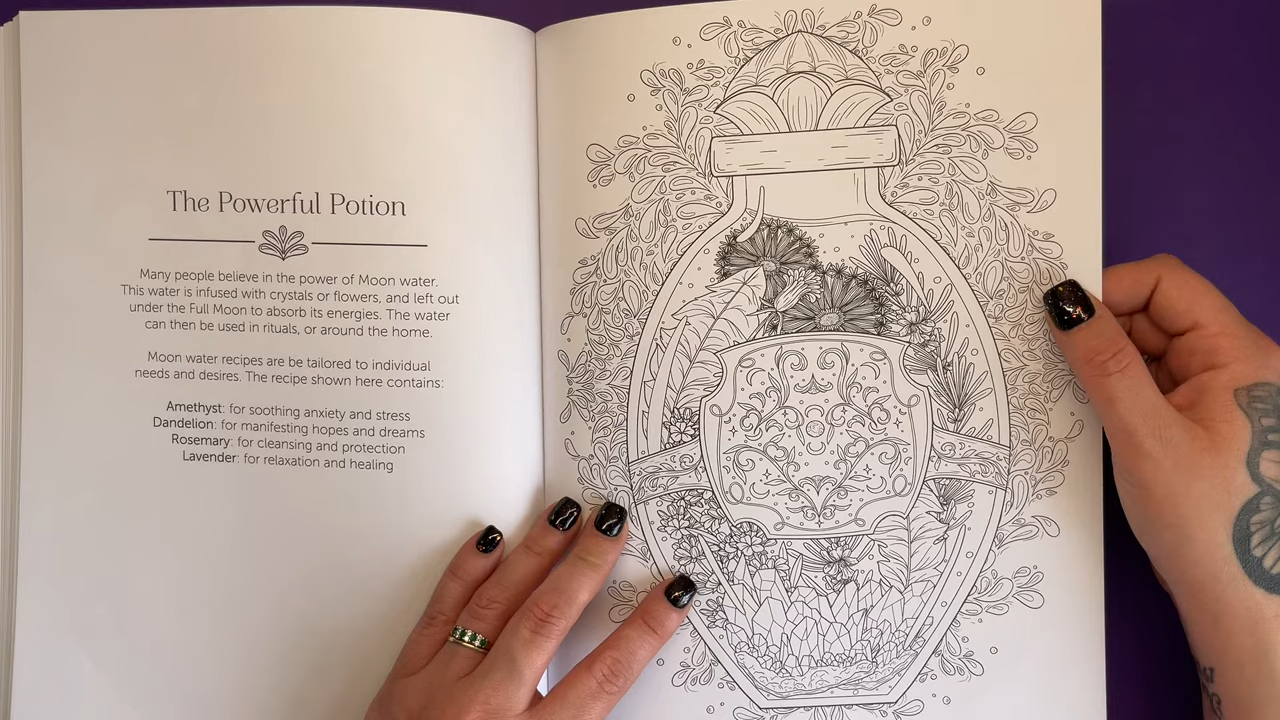 The Powerful Potion
Many people believe in the power of Moon water.
This water is infused with crystals or flowers, and left out
under the Full Moon to absorb its energies. The water
can then be used in rituals, or around the home.
Moon water recipes are tailored to individual
needs and desires. The recipe shown here contains:
Amethyst: for soothing anxiety and stress
Dandelion: for manifesting hopes and dreams
Rosemary: for cleansing and protection
Lavender: for relaxation and healing